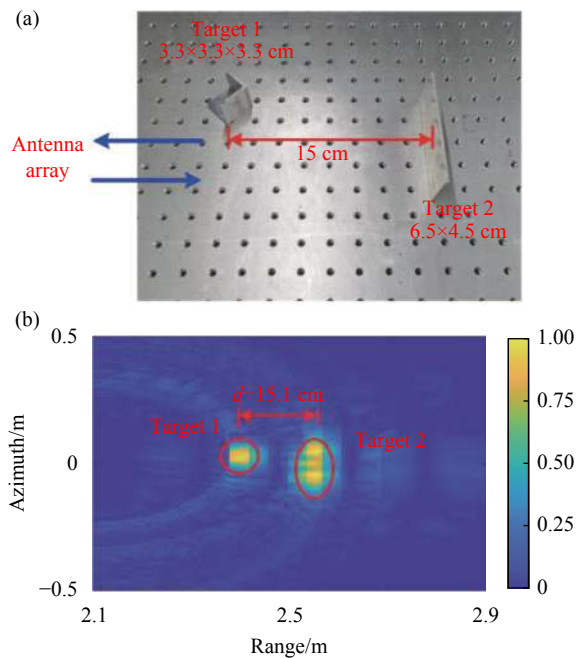 (a)
Target 1
3.3×3.3×3.3 cm
Antenna
array
15 cm
Target 2
6.5×4.5 cm
(b)
0.5
0
−0.5
Azimuth/m
d=15.1 cm
Target 1
Target 2
2.1
2.5
2.9
Range/m
1.00
0.75
0.50
0.25
0